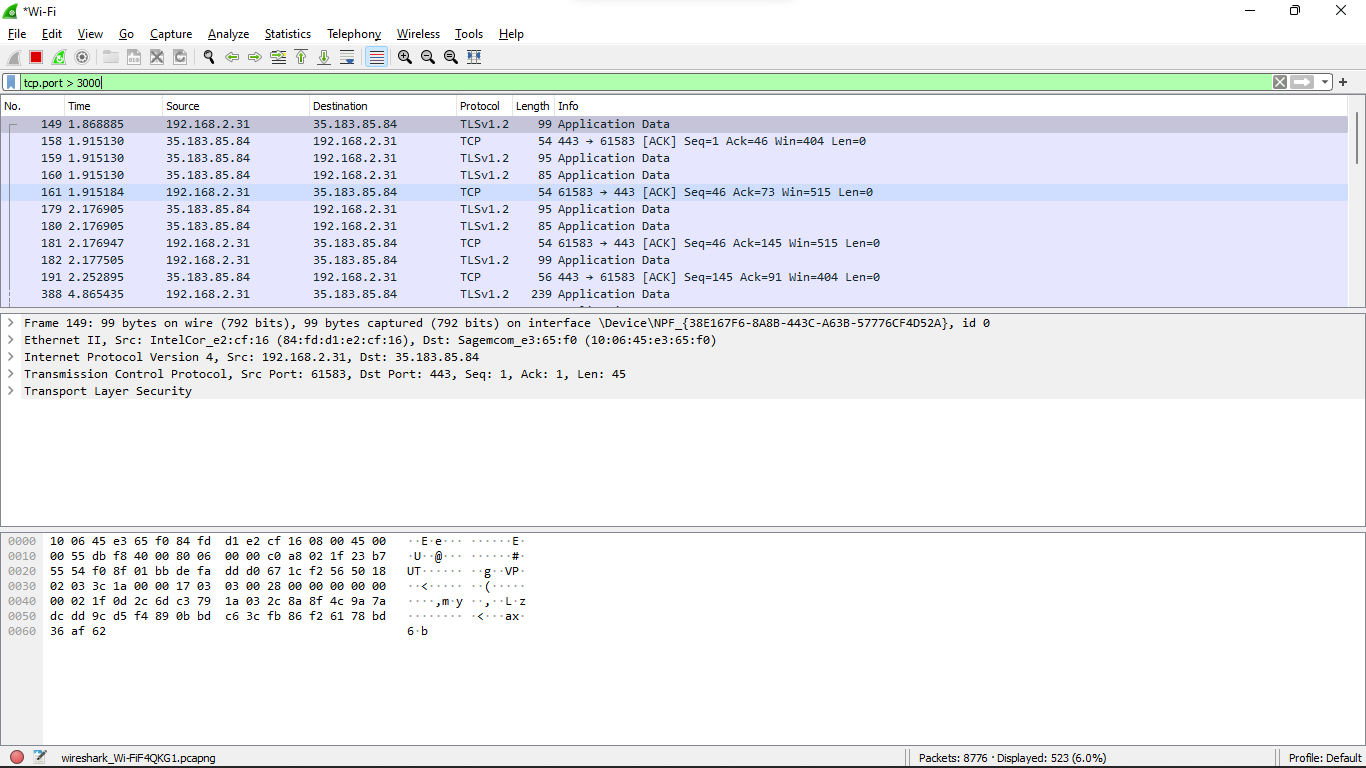 *Wi-Fi
File Edit View Go Capture Analyze Statistics Telephony Wireless Tools Help
tcp.port > 3000
No. Time Source Destination Protocol Length Info
149 1.868885 192.168.2.31 35.183.85.84 TLSv1.2 99 Application Data
158 1.915130 35.183.85.84 192.168.2.31 TCP 54 443 → 61583 [ACK] Seq=1 Ack=46 Win=404 Len=0
159 1.915130 35.183.85.84 192.168.2.31 TLSv1.2 95 Application Data
160 1.915130 35.183.85.84 192.168.2.31 TLSv1.2 85 Application Data
161 1.915184 192.168.2.31 35.183.85.84 TCP 54 61583 → 443 [ACK] Seq=46 Ack=73 Win=515 Len=0
179 2.176905 35.183.85.84 192.168.2.31 TLSv1.2 95 Application Data
180 2.176905 35.183.85.84 192.168.2.31 TLSv1.2 85 Application Data
181 2.176947 192.168.2.31 35.183.85.84 TCP 54 61583 → 443 [ACK] Seq=46 Ack=145 Win=515 Len=0
182 2.177505 192.168.2.31 35.183.85.84 TLSv1.2 99 Application Data
191 2.252895 35.183.85.84 192.168.2.31 TCP 56 443 → 61583 [ACK] Seq=145 Ack=91 Win=404 Len=0
388 4.865435 192.168.2.31 35.183.85.84 TLSv1.2 239 Application Data
Frame 149: 99 bytes on wire (792 bits), 99 bytes captured (792 bits) on interface \Device\NPF_{38E167F6-8A8B-443C-A63B-57776CF4D52A}, id 0
Ethernet II, Src: IntelCor_e2:cf:16 (84:fd:d1:e2:cf:16), Dst: Sagemcom_e3:65:f0 (10:06:45:e3:65:f0)
Internet Protocol Version 4, Src: 192.168.2.31, Dst: 35.183.85.84
Transmission Control Protocol, Src Port: 61583, Dst Port: 443, Seq: 1, Ack: 1, Len: 45
Transport Layer Security
0000 10 06 45 e3 65 f0 84 fd d1 e2 cf 16 08 00 45 00 ··E·e··· ······E·
0010 00 55 db f8 40 00 80 06 00 00 c0 a8 02 1f 23 b7 ·U··@··· ······#·
0020 55 54 f0 8f 01 bb de fa dd d0 67 1c f2 56 50 18 UT······ ··g··VP·
0030 02 03 3c 1a 00 00 17 03 03 00 28 00 00 00 00 00 ··<····· ··(·····
0040 00 02 1f 0d 2c 6d c3 79 1a 03 2c 8a 8f 4c 9a 7a ····,m·y ··,··L·z
0050 dc dd 9c d5 f4 89 0b bd c6 3c fb 86 f2 61 78 bd ········ ·<···ax·
0060 36 af 62 6·b
wireshark_Wi-FiF4QKG1.pcapng Packets: 8776 · Displayed: 523 (6.0%) Profile: Default